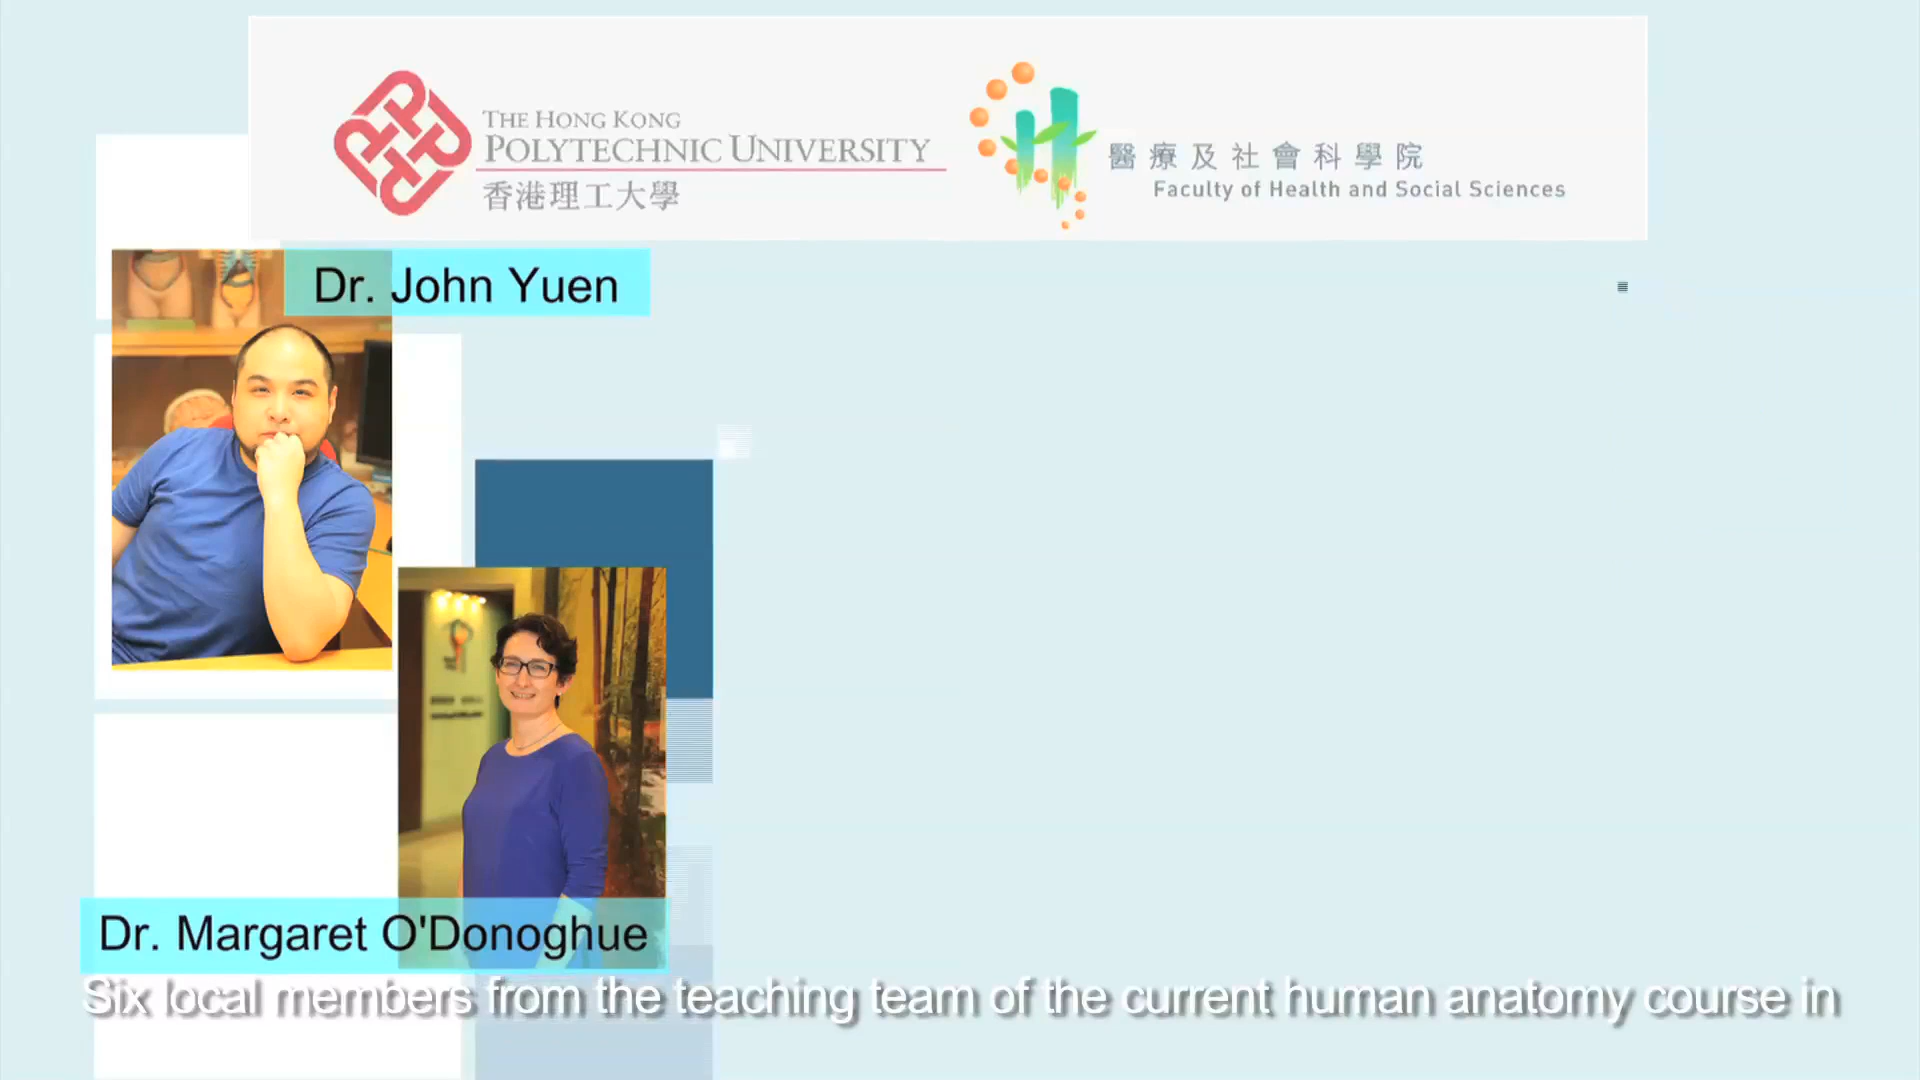 THE HONG KONG
POLYTECHNIC UNIVERSITY
香港理工大學
醫療及社會科學院
Faculty of Health and Social Sciences
Dr. John Yuen
Dr. Margaret O'Donoghue
Six local members from the teaching team of the current human anatomy course in